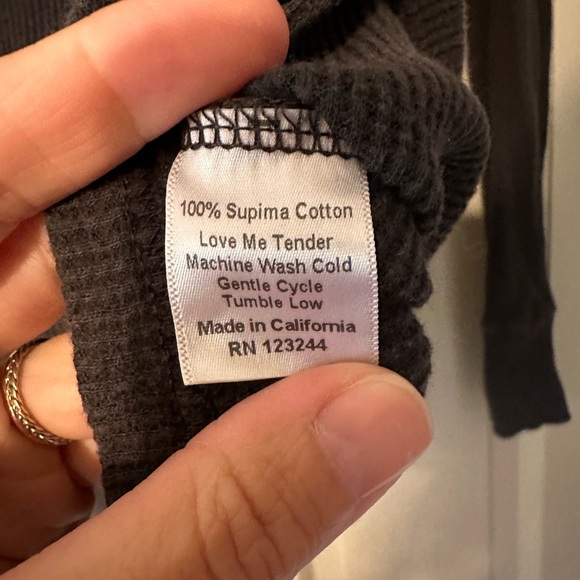 100% Supima Cotton
Love Me Tender
Machine Wash Cold
Gentle Cycle
Tumble Low
Made in California
RN 123244